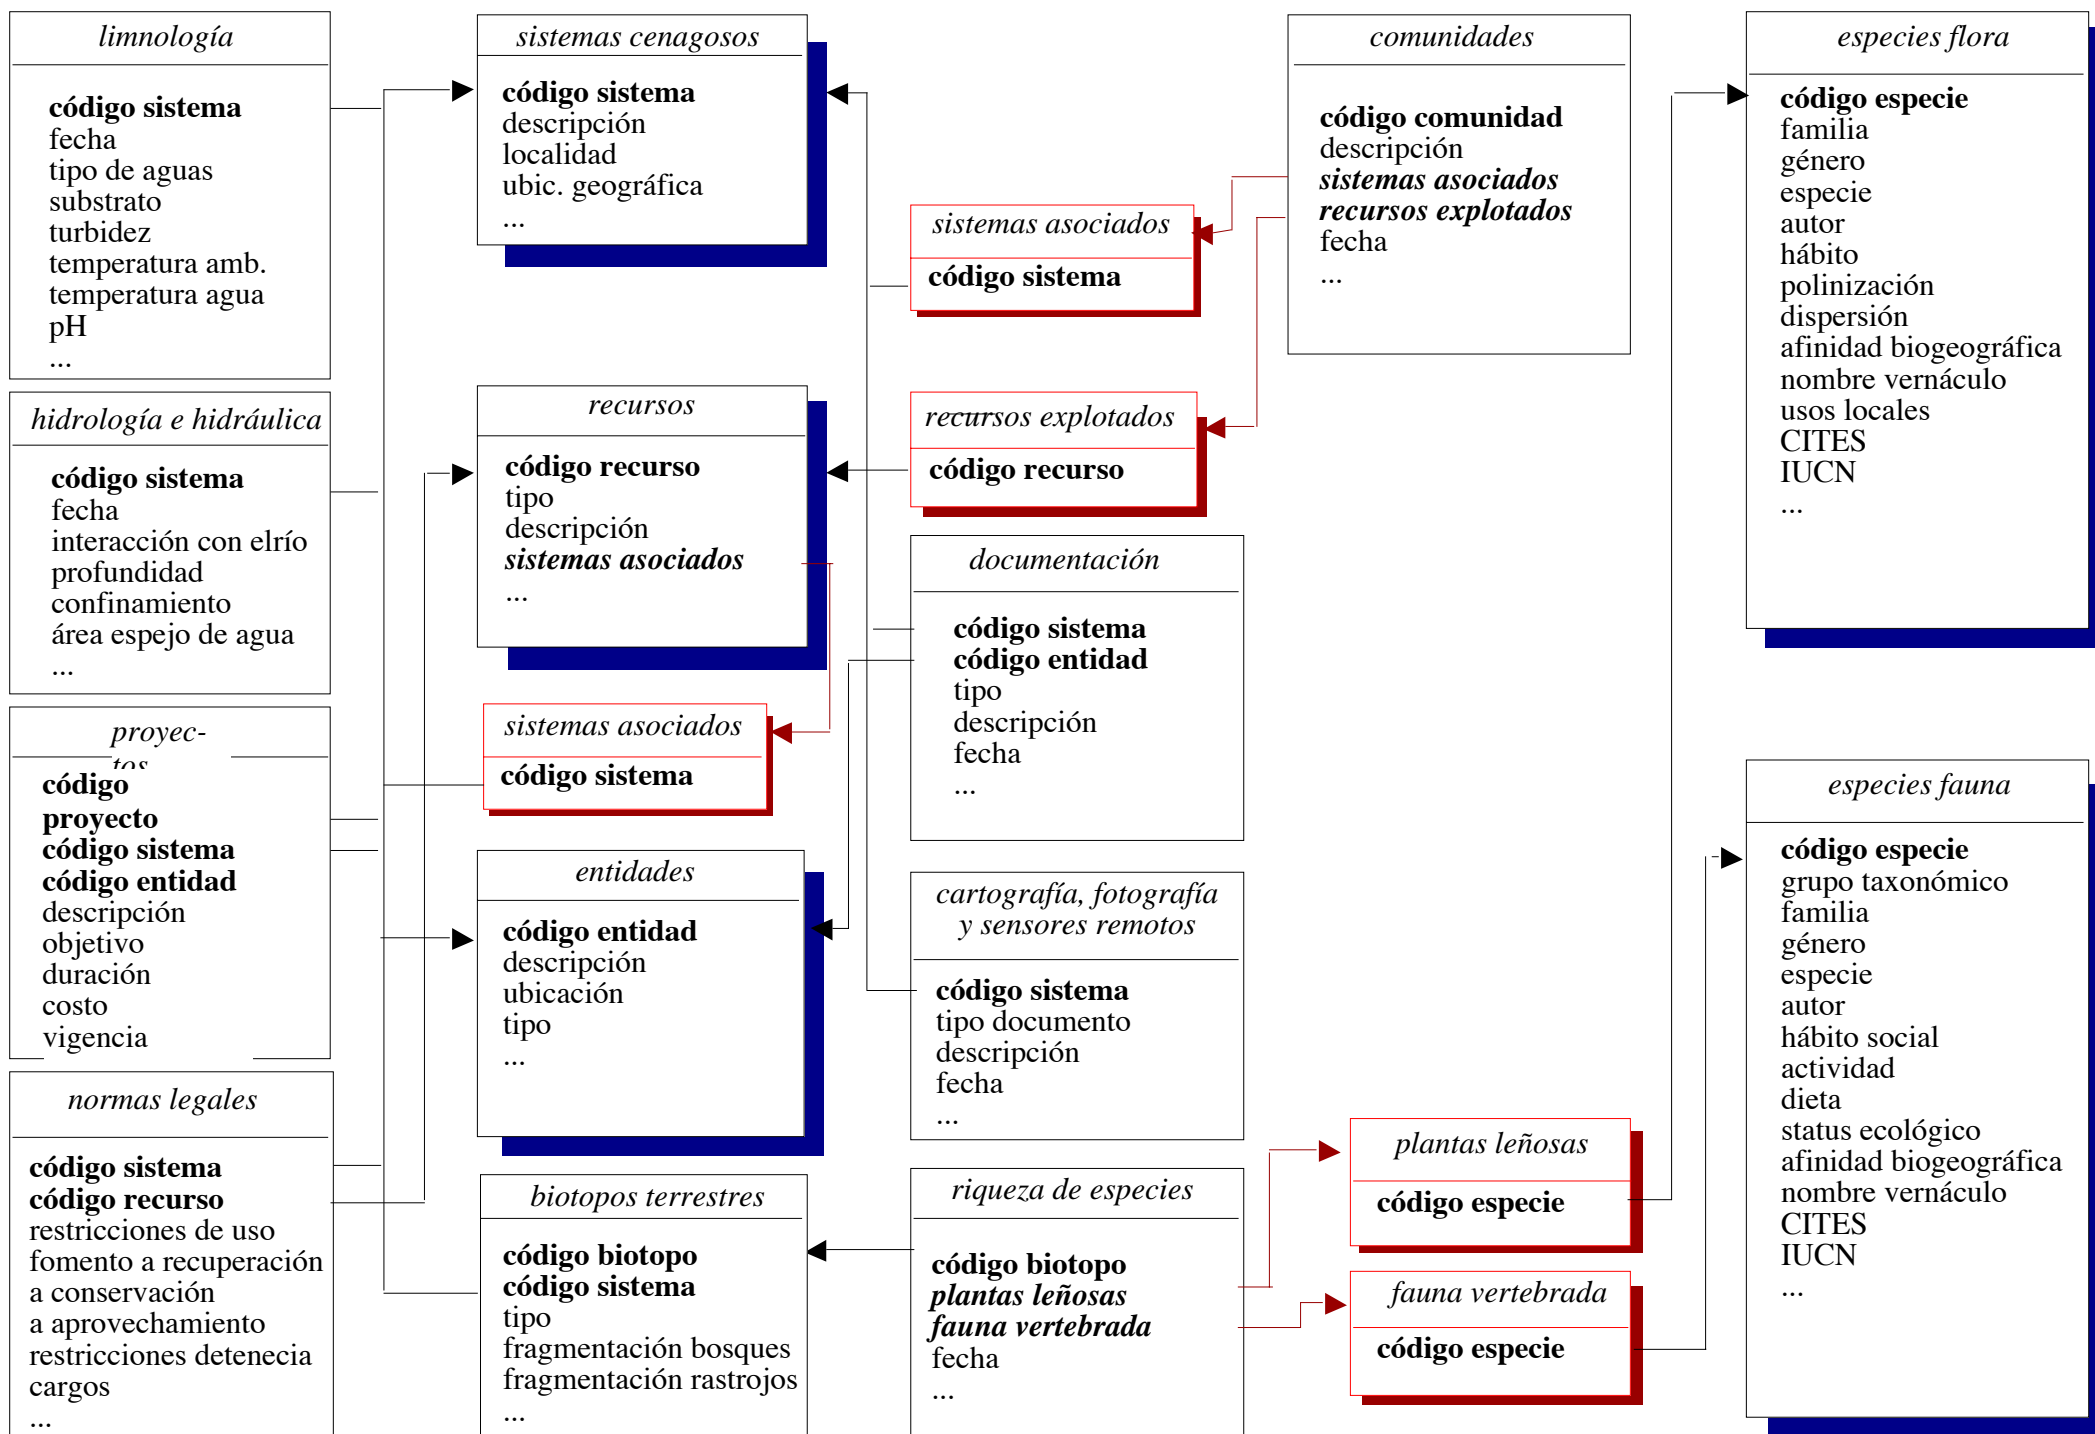 limnología
código sistema
fecha
tipo de aguas
substrato
turbidez
temperatura amb.
temperatura agua
pH
...
hidrología e hidráulica
código sistema
fecha
interacción con elrío
profundidad
confinamiento
área espejo de agua
...
proyec-
tos
código
proyecto
código sistema
código entidad
descripción
objetivo
duración
costo
vigencia
normas legales
código sistema
código recurso
restricciones de uso
fomento a recuperación
a conservación
a aprovechamiento
restricciones detenecia
cargos
...
sistemas cenagosos
código sistema
descripción
localidad
ubic. geográfica
...
recursos
código recurso
tipo
descripción
sistemas asociados
...
sistemas asociados
código sistema
entidades
código entidad
descripción
ubicación
tipo
...
biotopos terrestres
código biotopo
código sistema
tipo
fragmentación bosques
fragmentación rastrojos
...
sistemas asociados
código sistema
recursos explotados
código recurso
documentación
código sistema
código entidad
tipo
descripción
fecha
...
cartografía, fotografía
y sensores remotos
código sistema
tipo documento
descripción
fecha
...
riqueza de especies
código biotopo
plantas leñosas
fauna vertebrada
fecha
...
comunidades
código comunidad
descripción
sistemas asociados
recursos explotados
fecha
...
plantas leñosas
código especie
fauna vertebrada
código especie
especies flora
código especie
familia
género
especie
autor
hábito
polinización
dispersión
afinidad biogeográfica
nombre vernáculo
usos locales
CITES
IUCN
...
especies fauna
código especie
grupo taxonómico
familia
género
especie
autor
hábito social
actividad
dieta
status ecológico
afinidad biogeográfica
nombre vernáculo
CITES
IUCN
...